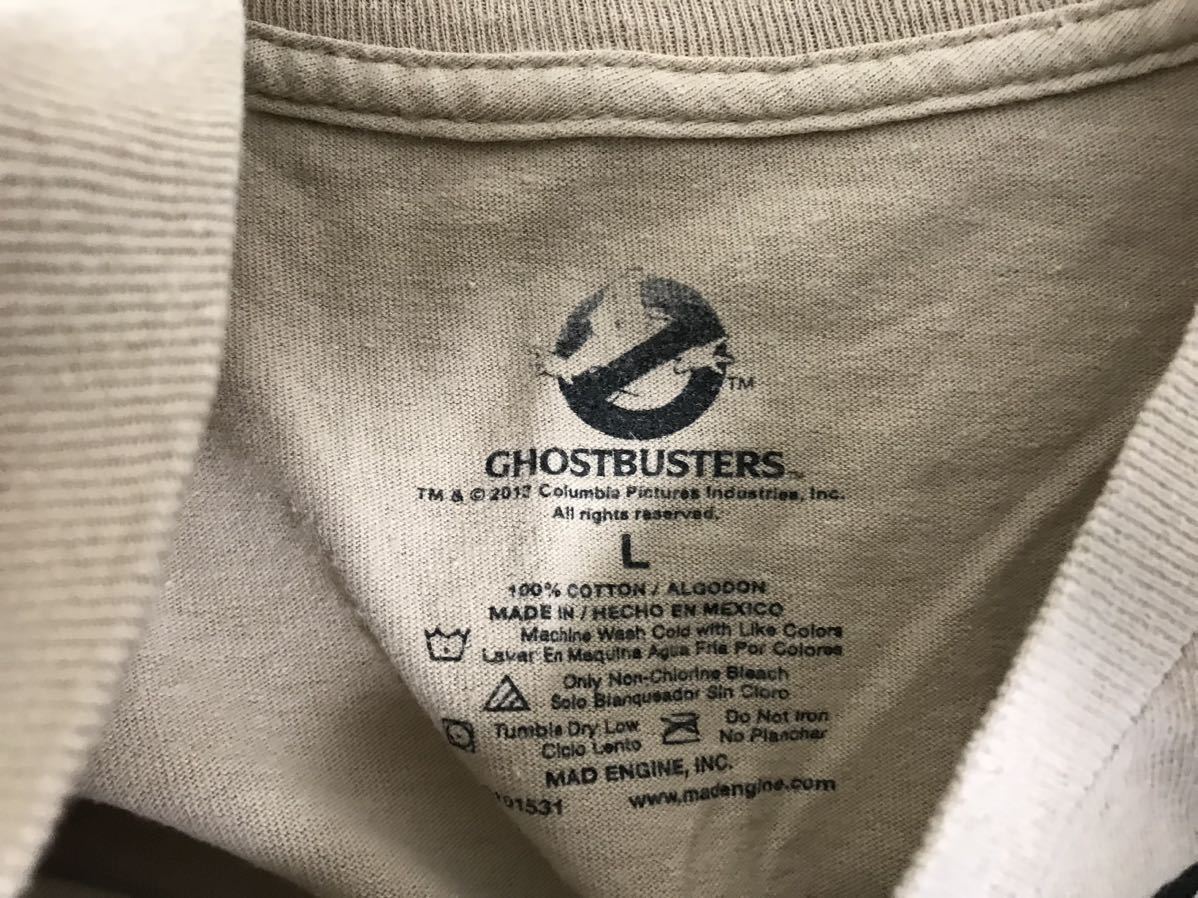 TM
GHOSTBUSTERS™
TM & © 2013 Columbia Pictures Industries, Inc.
All rights reserved.
L
100% COTTON / ALGODON
MADE IN / HECHO EN MEXICO
Machine Wash Cold with Like Colors
Lavar En Maquina Agua Fria Por Colores
Only Non-Chlorine Bleach
Solo Blanqueador Sin Cloro
Tumble Dry Low
Ciclo Lento
Do Not Iron
No Planchar
MAD ENGINE, INC.
www.madengine.com